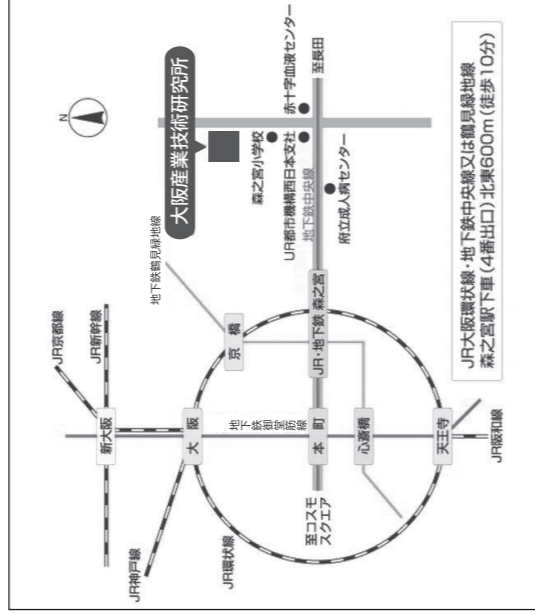 N
大阪産業技術研究所
JR京都線
JR新幹線
新大阪
地下鉄鶴見緑地線
JR神戸線
大阪
京橋
森之宮小学校
赤十字血液センター
UR都市機構西日本支社
地下鉄中央線
JR環状線
地下鉄御堂筋線
至コスモ
スクエア
本町
JR・地下鉄 森之宮
至長田
府立成人病センター
心斎橋
天王寺
JR阪和線
JR大阪環状線・地下鉄中央線又は鶴見緑地線
森之宮駅下車(4番出口)北東600m(徒歩10分)